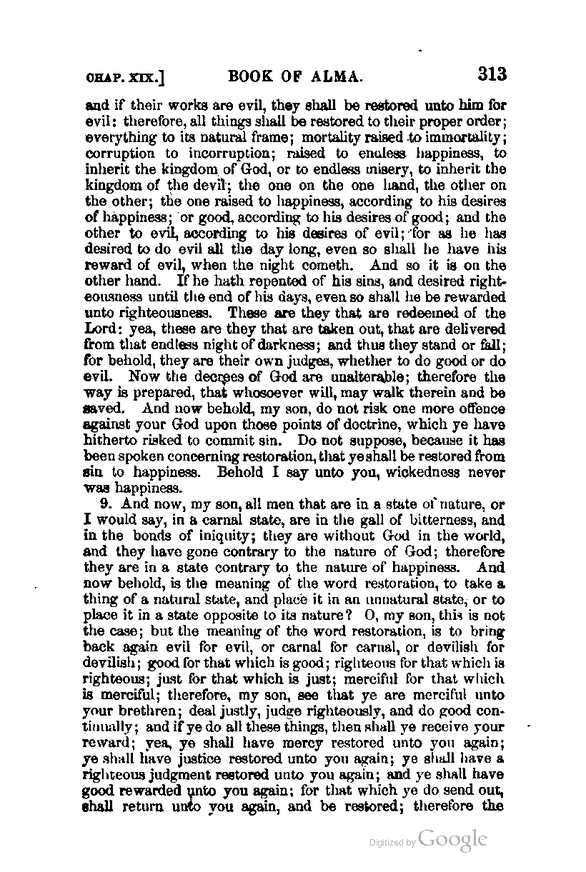 CHAP. XIX.] BOOK OF ALMA. 313
and if their works are evil, they shall be restored unto him for
evil: therefore, all things shall be restored to their proper order;
everything to its natural frame; mortality raised to immortality;
corruption to incorruption; raised to endless happiness, to
inherit the kingdom of God, or to endless misery, to inherit the
kingdom of the devil; the one on the one hand, the other on
the other; the one raised to happiness, according to his desires
of happiness; or good, according to his desires of good; and the
other to evil, according to his desires of evil; for as he has
desired to do evil all the day long, even so shall he have his
reward of evil, when the night cometh. And so it is on the
other hand. If he hath repented of his sins, and desired right-
eousness until the end of his days, even so shall he be rewarded
unto righteousness. These are they that are redeemed of the
Lord: yea, these are they that are taken out, that are delivered
from that endless night of darkness; and thus they stand or fall;
for behold, they are their own judges, whether to do good or do
evil. Now the decrees of God are unalterable; therefore the
way is prepared, that whosoever will, may walk therein and be
saved. And now behold, my son, do not risk one more offence
against your God upon those points of doctrine, which ye have
hitherto risked to commit sin. Do not suppose, because it has
been spoken concerning restoration, that ye shall be restored from
sin to happiness. Behold I say unto you, wickedness never
was happiness.
9. And now, my son, all men that are in a state of nature, or
I would say, in a carnal state, are in the gall of bitterness, and
in the bonds of iniquity; they are without God in the world,
and they have gone contrary to the nature of God; therefore
they are in a state contrary to the nature of happiness. And
now behold, is the meaning of the word restoration, to take a
thing of a natural state, and place it in an unnatural state, or to
place it in a state opposite to its nature? O, my son, this is not
the case; but the meaning of the word restoration, is to bring
back again evil for evil, or carnal for carnal, or devilish for
devilish; good for that which is good; righteous for that which is
righteous; just for that which is just; merciful for that which
is merciful; therefore, my son, see that ye are merciful unto
your brethren; deal justly, judge righteously, and do good con-
tinually; and if ye do all these things, then shall ye receive your
reward; yea, ye shall have mercy restored unto you again;
ye shall have justice restored unto you again; ye shall have a
righteous judgment restored unto you again; and ye shall have
good rewarded unto you again; for that which ye do send out,
shall return unto you again, and be restored; therefore the
Digitized by Google